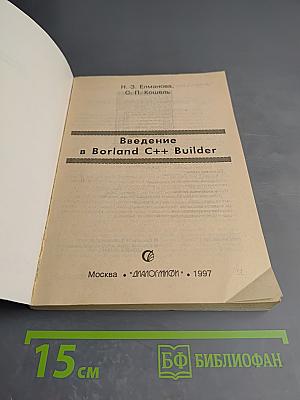 Н. З. Елманова,
С. П. Кошель
Введение
в Borland C++ Builder
Москва • "ДИАЛОГ-МИФИ" • 1997
15 см
БФ БИБЛИОФАН